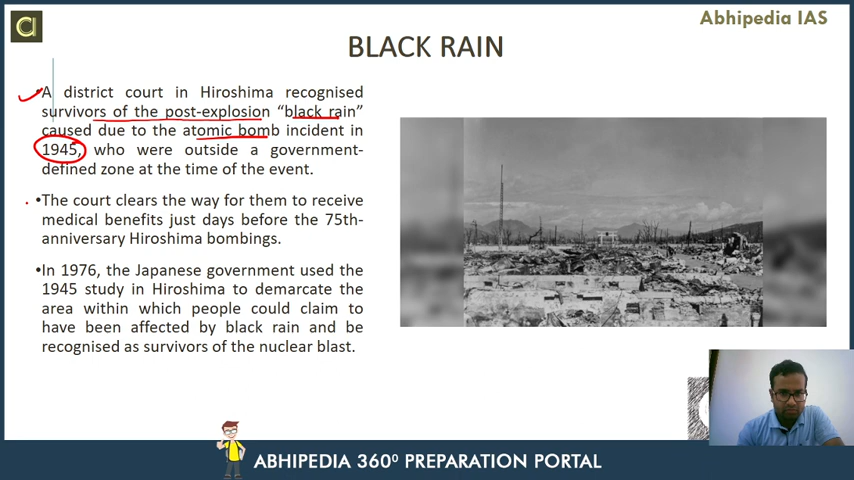 Abhipedia IAS
BLACK RAIN
•A district court in Hiroshima recognised
survivors of the post-explosion “black rain”
caused due to the atomic bomb incident in
1945, who were outside a government-
defined zone at the time of the event.
•The court clears the way for them to receive
medical benefits just days before the 75th-
anniversary Hiroshima bombings.
•In 1976, the Japanese government used the
1945 study in Hiroshima to demarcate the
area within which people could claim to
have been affected by black rain and be
recognised as survivors of the nuclear blast.
ABHIPEDIA 360⁰ PREPARATION PORTAL